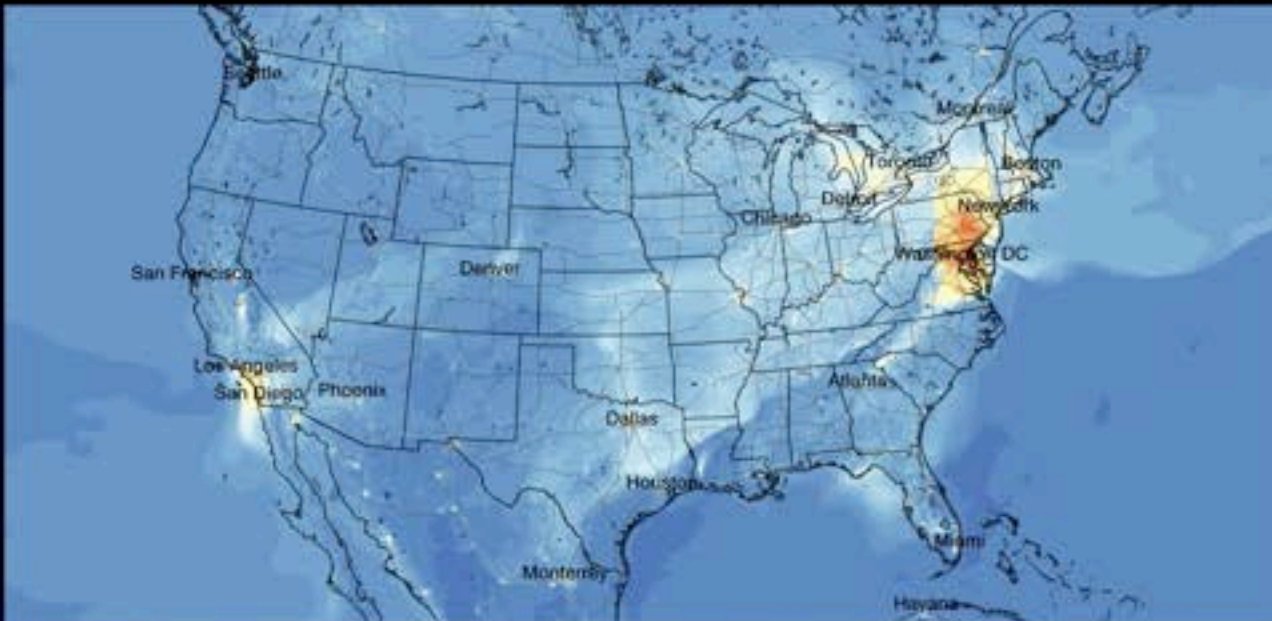 Seattle
Montreal
Toronto
Boston
Detroit
New York
Chicago
Washington DC
San Francisco
Denver
Los Angeles
San Diego
Phoenix
Atlanta
Dallas
Houston
Miami
Monterrey
Havana